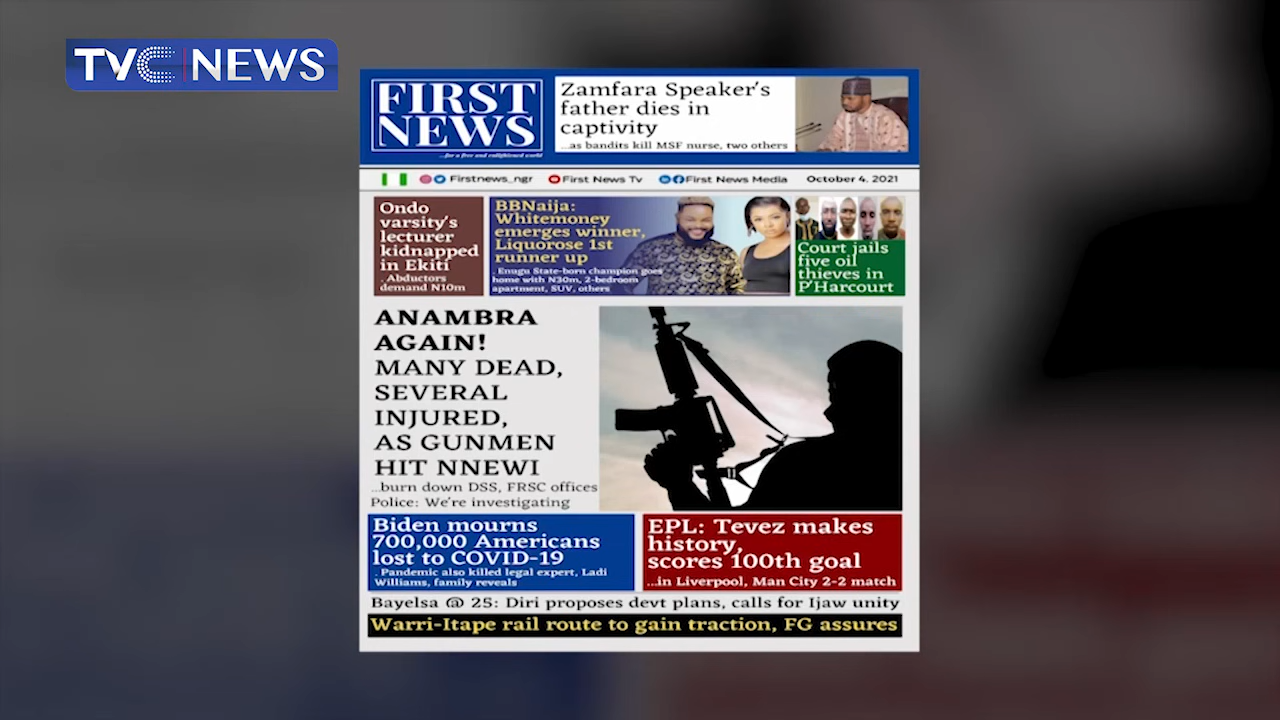 TVC NEWS
FIRST
NEWS
...for a free and enlightened world
Zamfara Speaker's
father dies in
captivity
...as bandits kill MSF nurse, two others
Firstnews_ngr
First News Tv
First News Media
October 4, 2021
Ondo
varsity's
lecturer
kidnapped
in Ekiti
. Abductors
demand N10m
BBNaija:
Whitemoney
emerges winner,
Liquorose 1st
runner up
. Enugu State-born champion goes
home with N30m, 2-bedroom
apartment, SUV, others
Court jails
five oil
thieves in
P'Harcourt
ANAMBRA
AGAIN!
MANY DEAD,
SEVERAL
INJURED,
AS GUNMEN
HIT NNEWI
...burn down DSS, FRSC offices
Police: We're investigating
Biden mourns
700,000 Americans
lost to COVID-19
. Pandemic also killed legal expert, Ladi
Williams, family reveals
EPL: Tevez makes
history,
scores 100th goal
...in Liverpool, Man City 2-2 match
Bayelsa @ 25: Diri proposes devt plans, calls for Ijaw unity
Warri-Itape rail route to gain traction, FG assures